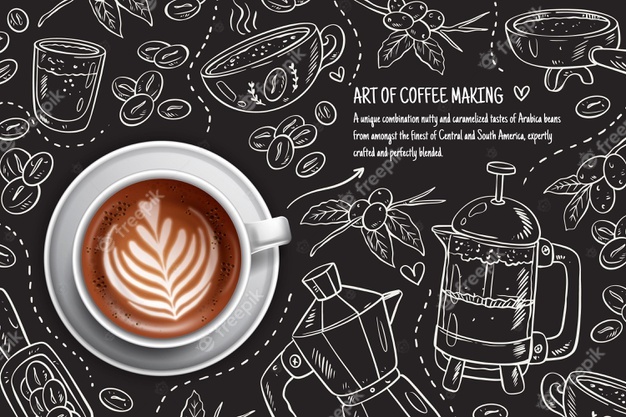 ART OF COFFEE MAKING
A unique combination nutty and caramelized tastes of Arabica beans
from amongst the finest of Central and South America, expertly
crafted and perfectly blended.
freepik